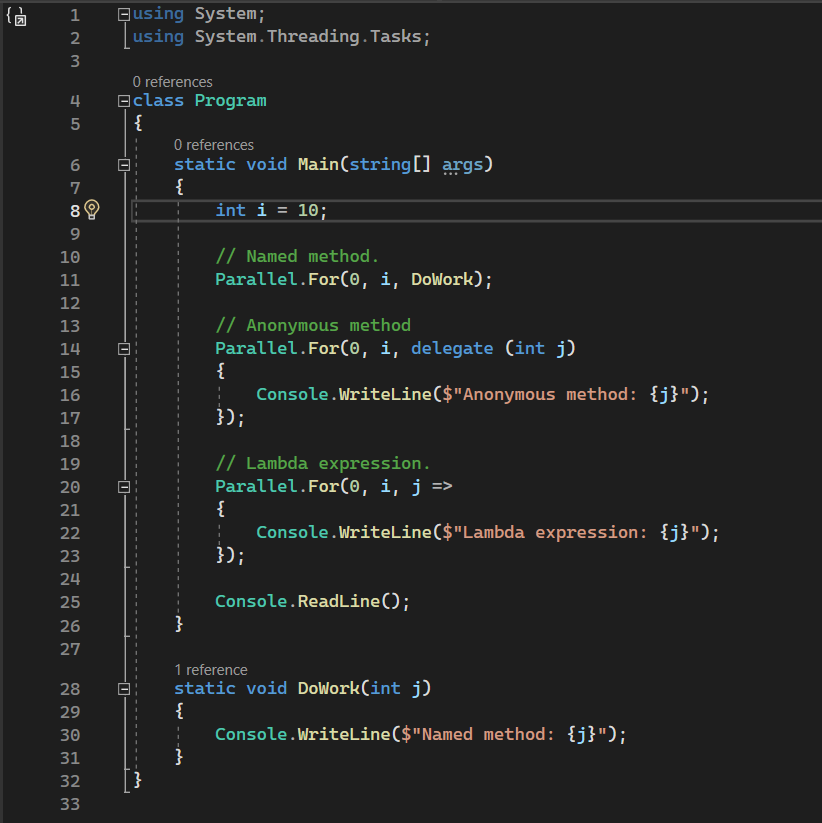 1 using System;
2 using System.Threading.Tasks;
3
0 references
4 class Program
5 {
0 references
6 static void Main(string[] args)
7 {
8 int i = 10;
9
10 // Named method.
11 Parallel.For(0, i, DoWork);
12
13 // Anonymous method
14 Parallel.For(0, i, delegate (int j)
15 {
16 Console.WriteLine($"Anonymous method: {j}");
17 });
18
19 // Lambda expression.
20 Parallel.For(0, i, j =>
21 {
22 Console.WriteLine($"Lambda expression: {j}");
23 });
24
25 Console.ReadLine();
26 }
27
1 reference
28 static void DoWork(int j)
29 {
30 Console.WriteLine($"Named method: {j}");
31 }
32 }
33